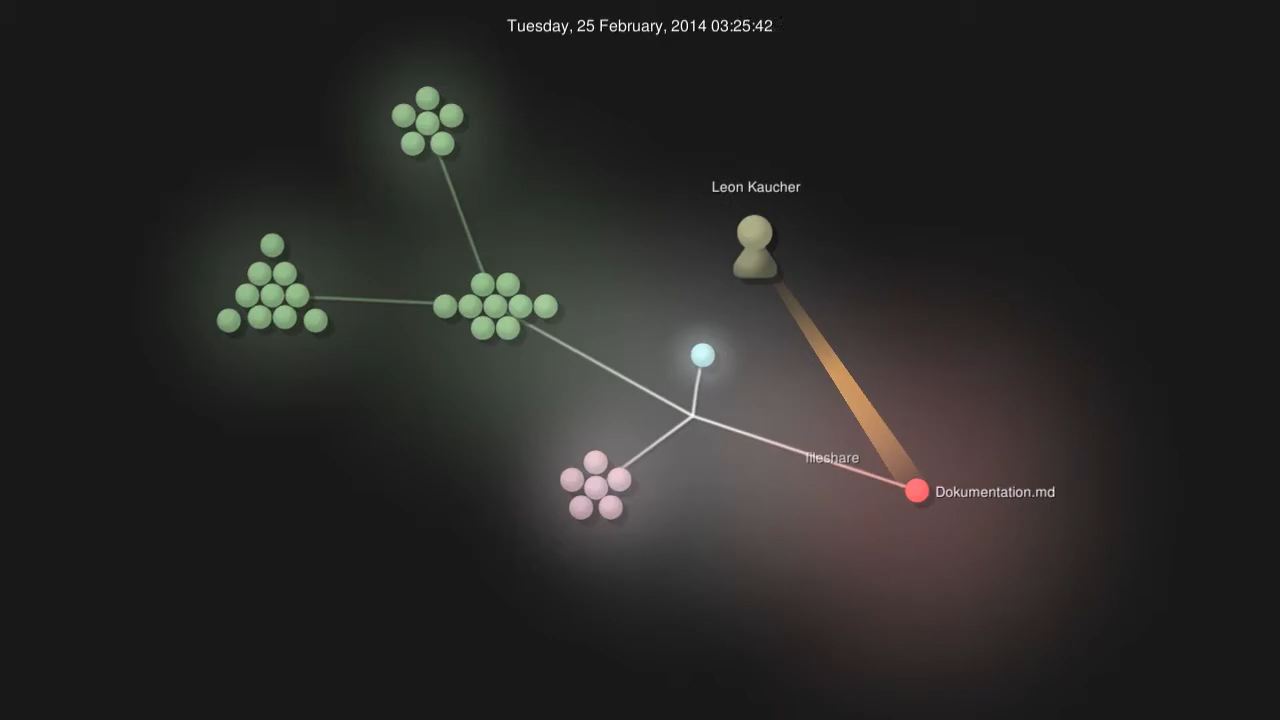 Tuesday, 25 February, 2014 03:25:42
Leon Kaucher
fileshare
Dokumentation.md